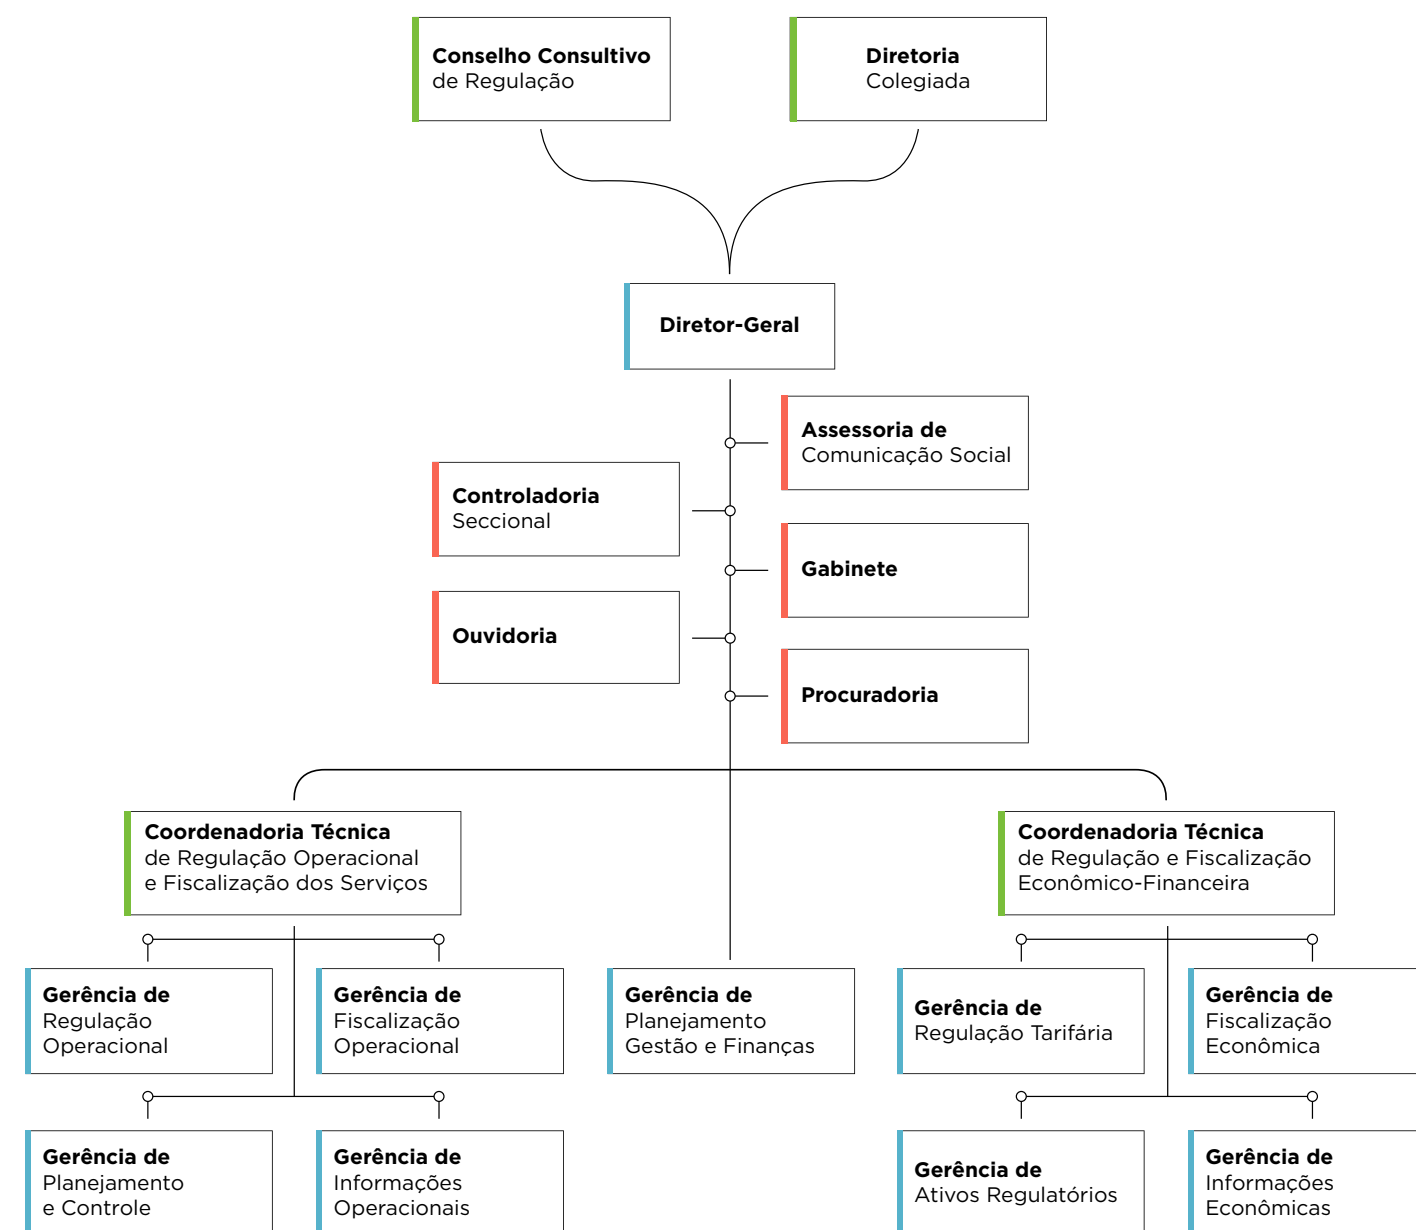 Conselho Consultivo
de Regulação
Diretoria
Colegiada
Diretor-Geral
Assessoria de
Comunicação Social
Controladoria
Seccional
Gabinete
Ouvidoria
Procuradoria
Coordenadoria Técnica
de Regulação Operacional
e Fiscalização dos Serviços
Coordenadoria Técnica
de Regulação e Fiscalização
Econômico-Financeira
Gerência de
Regulação
Operacional
Gerência de
Fiscalização
Operacional
Gerência de
Planejamento
Gestão e Finanças
Gerência de
Regulação Tarifária
Gerência de
Fiscalização
Econômica
Gerência de
Planejamento
e Controle
Gerência de
Informações
Operacionais
Gerência de
Ativos Regulatórios
Gerência de
Informações
Econômicas